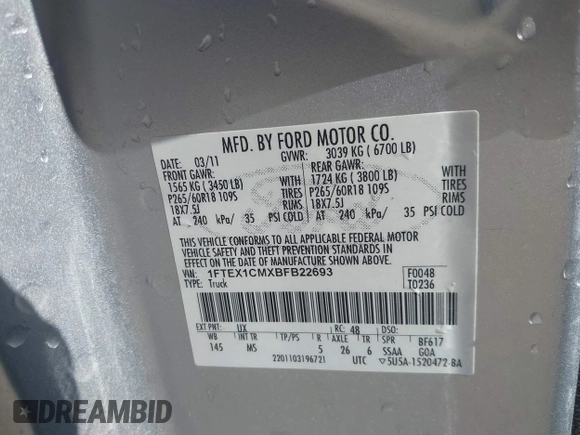 MFD. BY FORD MOTOR CO.
DATE: 03/11 GVWR: 3039 KG ( 6700 LB)
FRONT GAWR: REAR GAWR:
1565 KG ( 3450 LB) WITH 1724 KG ( 3800 LB) WITH
P265/60R18 109S TIRES P265/60R18 109S TIRES
18X7.5J RIMS 18X7.5J RIMS
AT 240 kPa/ 35 PSI COLD AT 240 kPa/ 35 PSI COLD
THIS VEHICLE CONFORMS TO ALL APPLICABLE FEDERAL MOTOR
VEHICLE SAFETY AND BUMPER STANDARDS IN
EFFECT ON THE DATE OF MANUFACTURE SHOWN ABOVE.
VIN: 1FTEX1CMXBFB22693 F0048
TYPE: Truck T0236
EXT PNT: UX RC: 48 DSO:
WB INT TR TP/PS R AXLE TR SPR BF617
145 MS 5 26 6 SSAA GOA
2201103196721 UTC 5U5A-1520472-BA
DREAMBID